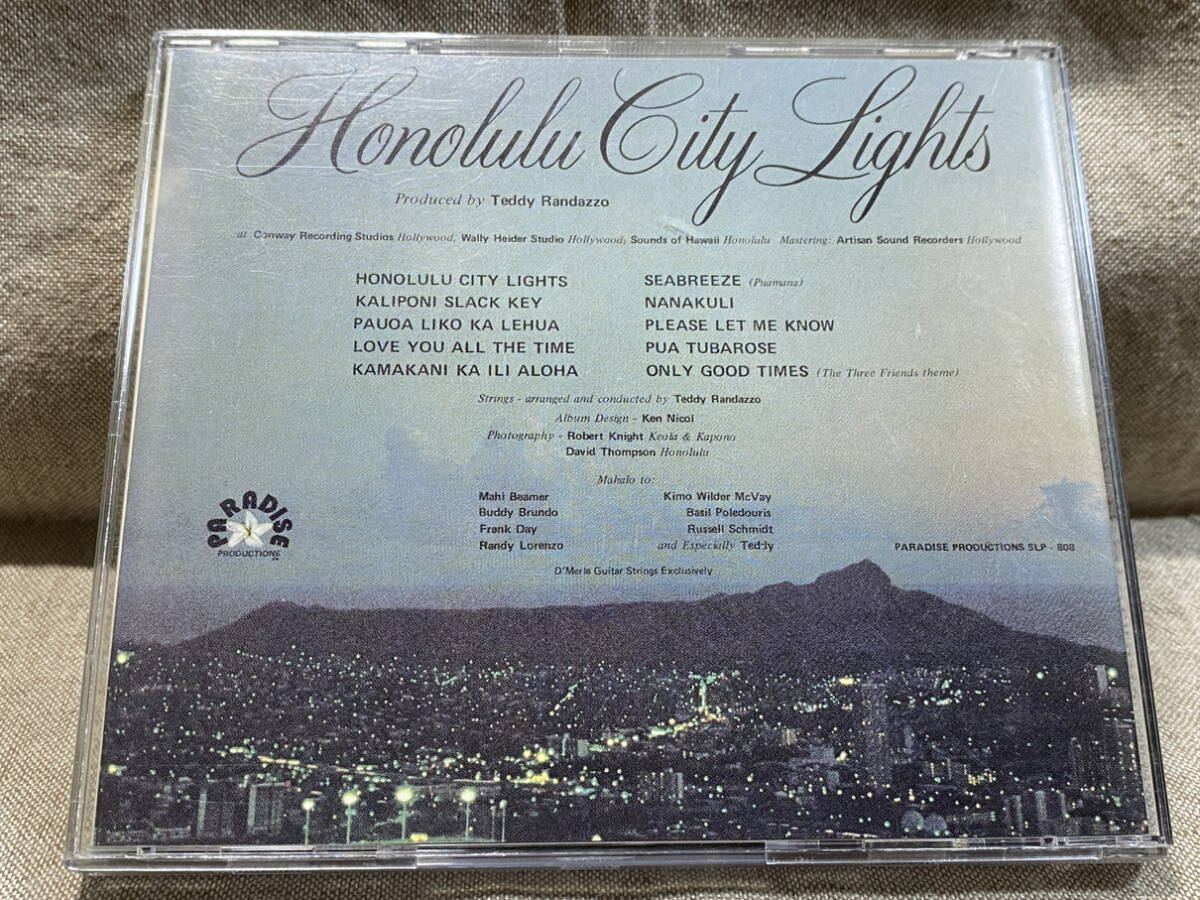 Honolulu City Lights
Produced by Teddy Randazzo
at Conway Recording Studios Hollywood, Wally Heider Studio Hollywood, Sounds of Hawaii Honolulu Mastering: Artisan Sound Recorders Hollywood
HONOLULU CITY LIGHTS
KALIPONI SLACK KEY
PAUOA LIKO KA LEHUA
LOVE YOU ALL THE TIME
KAMAKANI KA ILI ALOHA
SEABREEZE (Puamana)
NANAKULI
PLEASE LET ME KNOW
PUA TUBAROSE
ONLY GOOD TIMES (The Three Friends theme)
Strings - arranged and conducted by Teddy Randazzo
Album Design - Ken Nicol
Photography - Robert Knight Keola & Kapono
David Thompson Honolulu
Mahalo to:
Mahi Beamer
Buddy Brundo
Frank Day
Randy Lorenzo
Kimo Wilder McVay
Basil Poledouris
Russell Schmidt
and Especially Teddy
PARADISE
PRODUCTIONS
PARADISE PRODUCTIONS SLP - 808
D'Merle Guitar Strings Exclusively